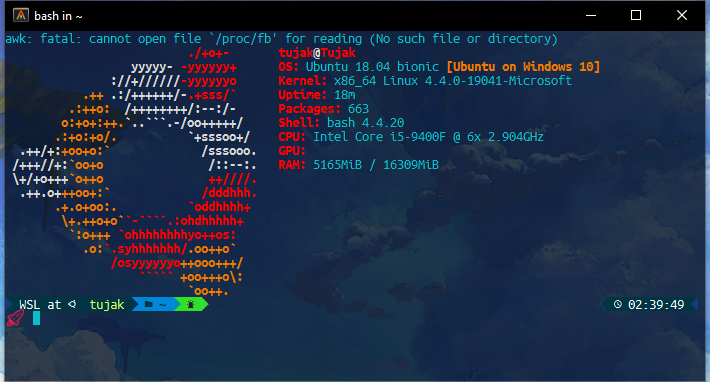 bash in ~
awk: fatal: cannot open file `/proc/fb' for reading (No such file or directory)
./+o+- tujak@Tujak
yyyyy- -yyyyyy+ OS: Ubuntu 18.04 bionic [Ubuntu on Windows 10]
://+//////-yyyyyyo Kernel: x86_64 Linux 4.4.0-19041-Microsoft
.++ .:/++++++/-.+sss/` Uptime: 18m
.:++o: /++++++++/:--:/- Packages: 663
o:+o+:++.`..```.-/oo+++++/ Shell: bash 4.4.20
.:+o:+o/. `+sssoo+/ CPU: Intel Core i5-9400F @ 6x 2.904GHz
.++/+:+oo+o:` /sssooo. GPU:
/+++//+:`oo+o /::--:. RAM: 5165MiB / 16309MiB
\+/+o+++`o++o ++////.
.++.o+++oo+:` /dddhhh.
.+.o+oo:. `oddhhhh+
\+.++o+o``-````.:ohdhhhhh+
`:o+++ `ohhhhhhhhyo++os:
.o:`.syhhhhhhh/.oo++o`
/osyyyyyyo++ooo+++/
````` +oo+++o\:
`oo++.
WSL at tujak ~ 02:39:49